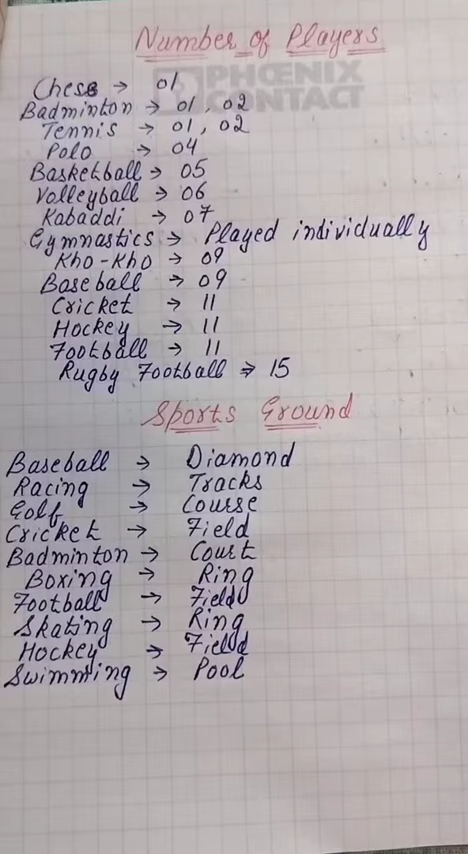 Number of Players
PHŒNIX
CONTACT
Chess → 01
Badminton → 01, 02
Tennis → 01, 02
Polo → 04
Basketball → 05
Volleyball → 06
Kabaddi → 07
Gymnastics → Played individually
Kho-Kho → 09
Baseball → 09
Cricket → 11
Hockey → 11
Football → 11
Rugby Football → 15
Sports Ground
Baseball → Diamond
Racing → Tracks
Golf → Course
Cricket → Field
Badminton → Court
Boxing → Ring
Football → Field
Skating → Ring
Hockey → Field
Swimming → Pool